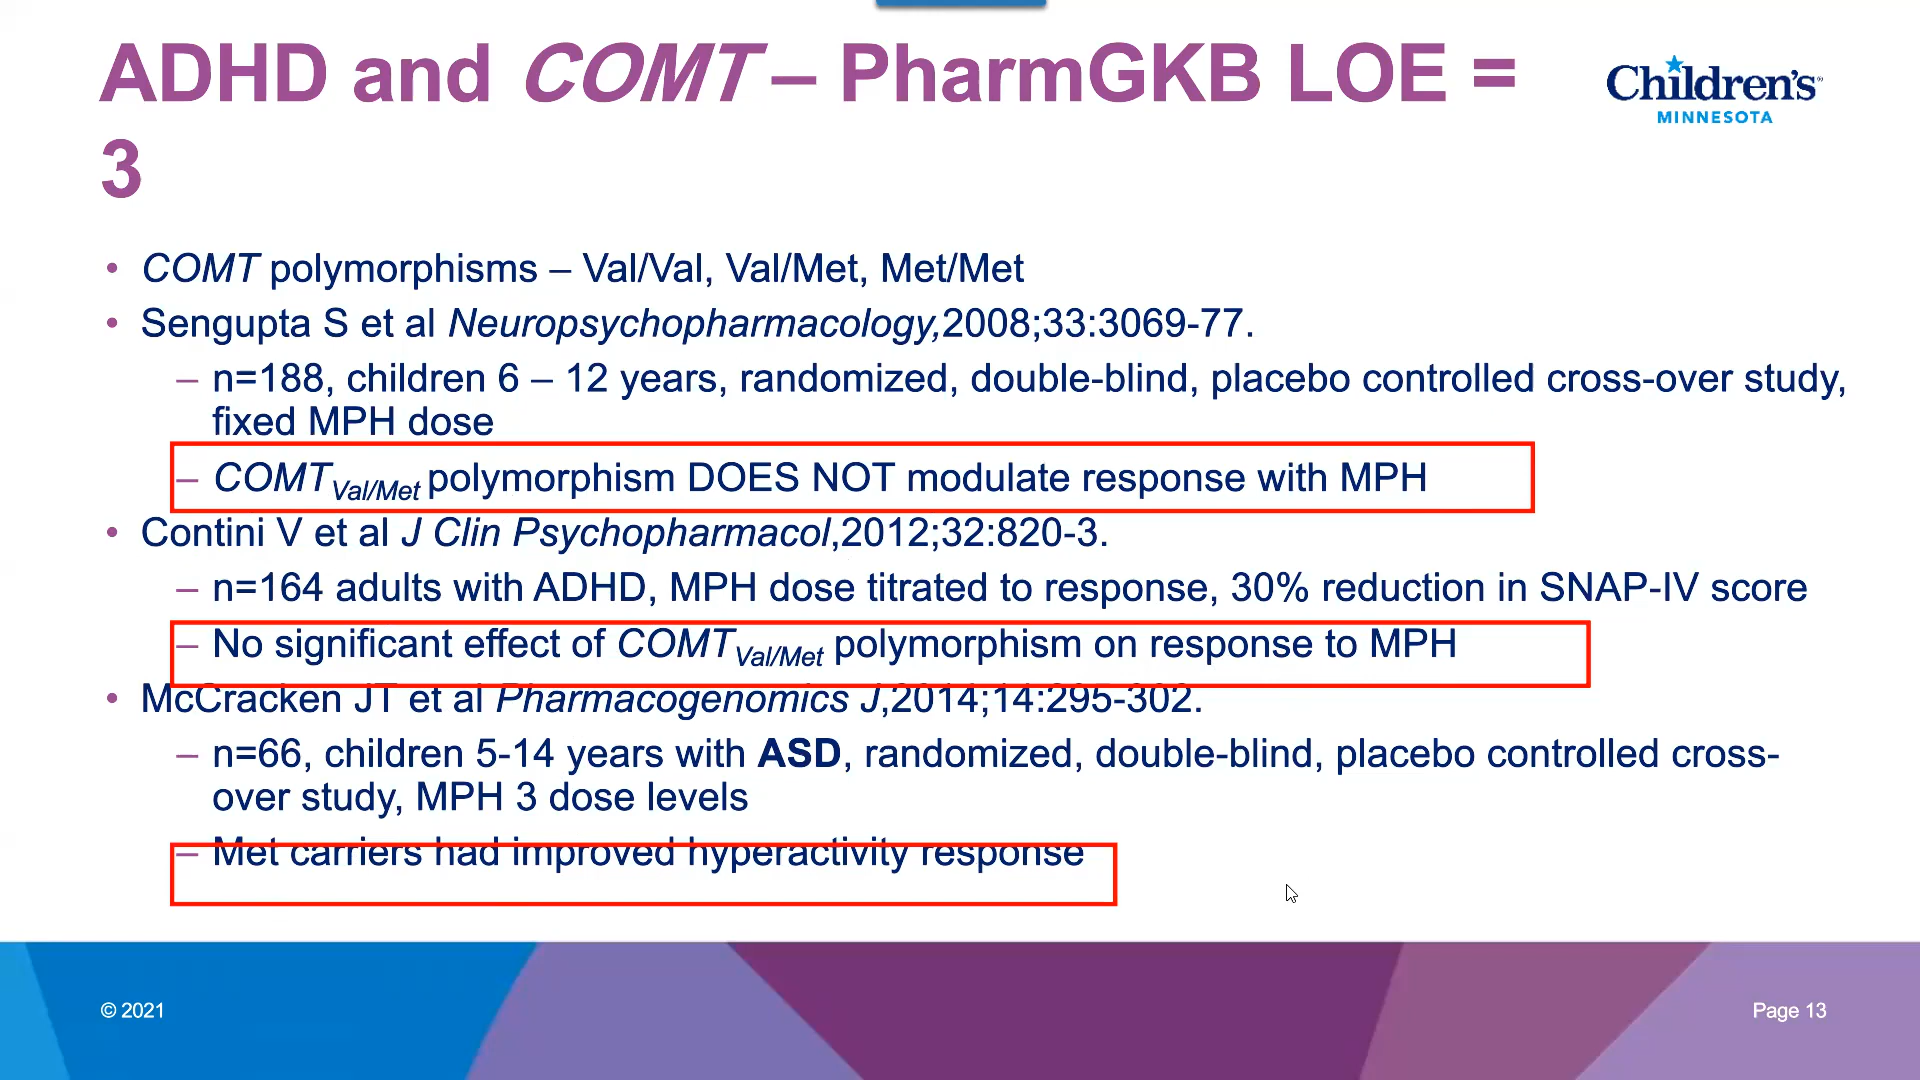 ADHD and COMT – PharmGKB LOE =
3
Children's
MINNESOTA
• COMT polymorphisms – Val/Val, Val/Met, Met/Met
• Sengupta S et al Neuropsychopharmacology,2008;33:3069-77.
– n=188, children 6 – 12 years, randomized, double-blind, placebo controlled cross-over study,
fixed MPH dose
– COMTVal/Met polymorphism DOES NOT modulate response with MPH
• Contini V et al J Clin Psychopharmacol,2012;32:820-3.
– n=164 adults with ADHD, MPH dose titrated to response, 30% reduction in SNAP-IV score
– No significant effect of COMTVal/Met polymorphism on response to MPH
• McCracken JT et al Pharmacogenomics J,2014;14:295-302.
– n=66, children 5-14 years with ASD, randomized, double-blind, placebo controlled cross-
over study, MPH 3 dose levels
– Met carriers had improved hyperactivity response
© 2021
Page 13